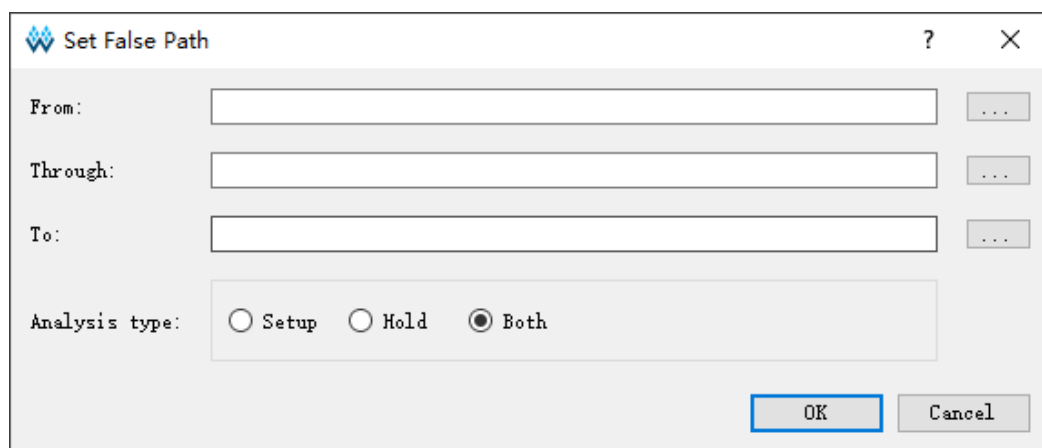 Set False Path
?
From:
...
Through:
...
To:
...
Analysis type:
Setup Hold Both
OK Cancel